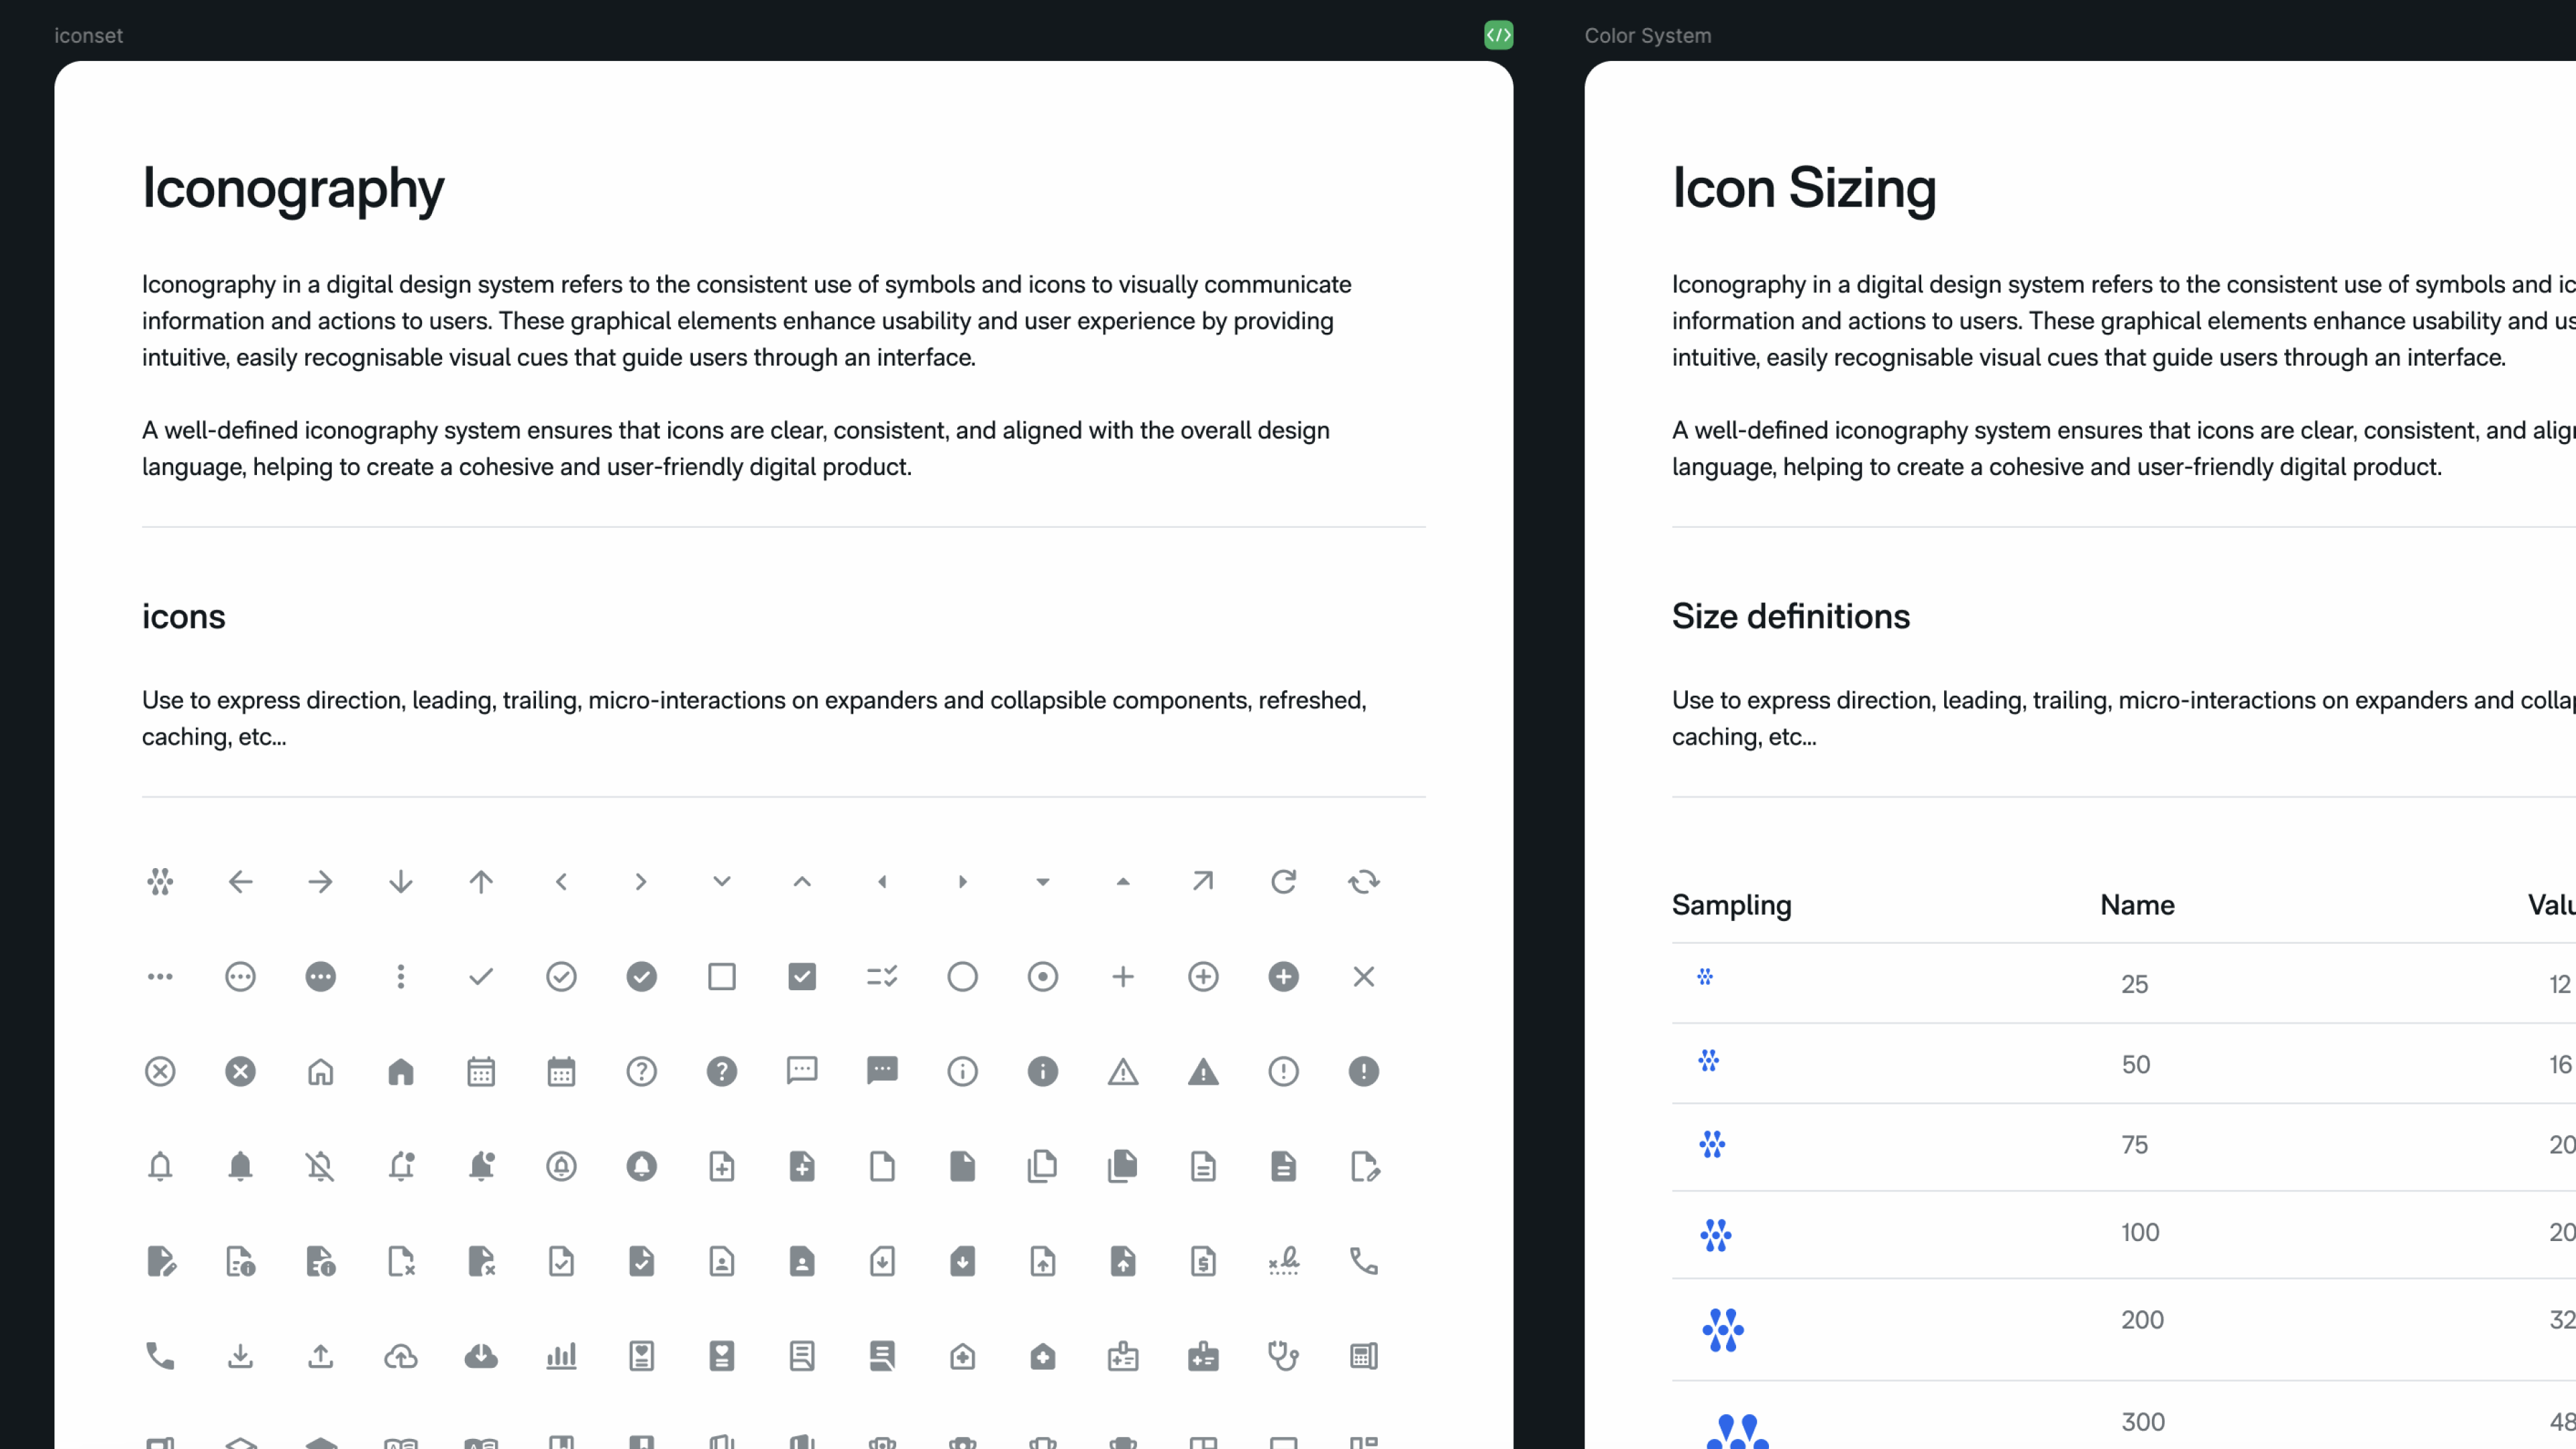 iconset
Iconography
Iconography in a digital design system refers to the consistent use of symbols and icons to visually communicate
information and actions to users. These graphical elements enhance usability and user experience by providing
intuitive, easily recognisable visual cues that guide users through an interface.
A well-defined iconography system ensures that icons are clear, consistent, and aligned with the overall design
language, helping to create a cohesive and user-friendly digital product.
icons
Use to express direction, leading, trailing, micro-interactions on expanders and collapsible components, refreshed,
caching, etc...
Color System
Icon Sizing
Iconography in a digital design system refers to the consistent use of symbols and
information and actions to users. These graphical elements enhance usability and
intuitive, easily recognisable visual cues that guide users through an interface.
A well-defined iconography system ensures that icons are clear, consistent, and
language, helping to create a cohesive and user-friendly digital product.
Size definitions
Use to express direction, leading, trailing, micro-interactions on expanders and
caching, etc...
Sampling Name
25 12
50 16
75 20
100 20
200 32
300 48